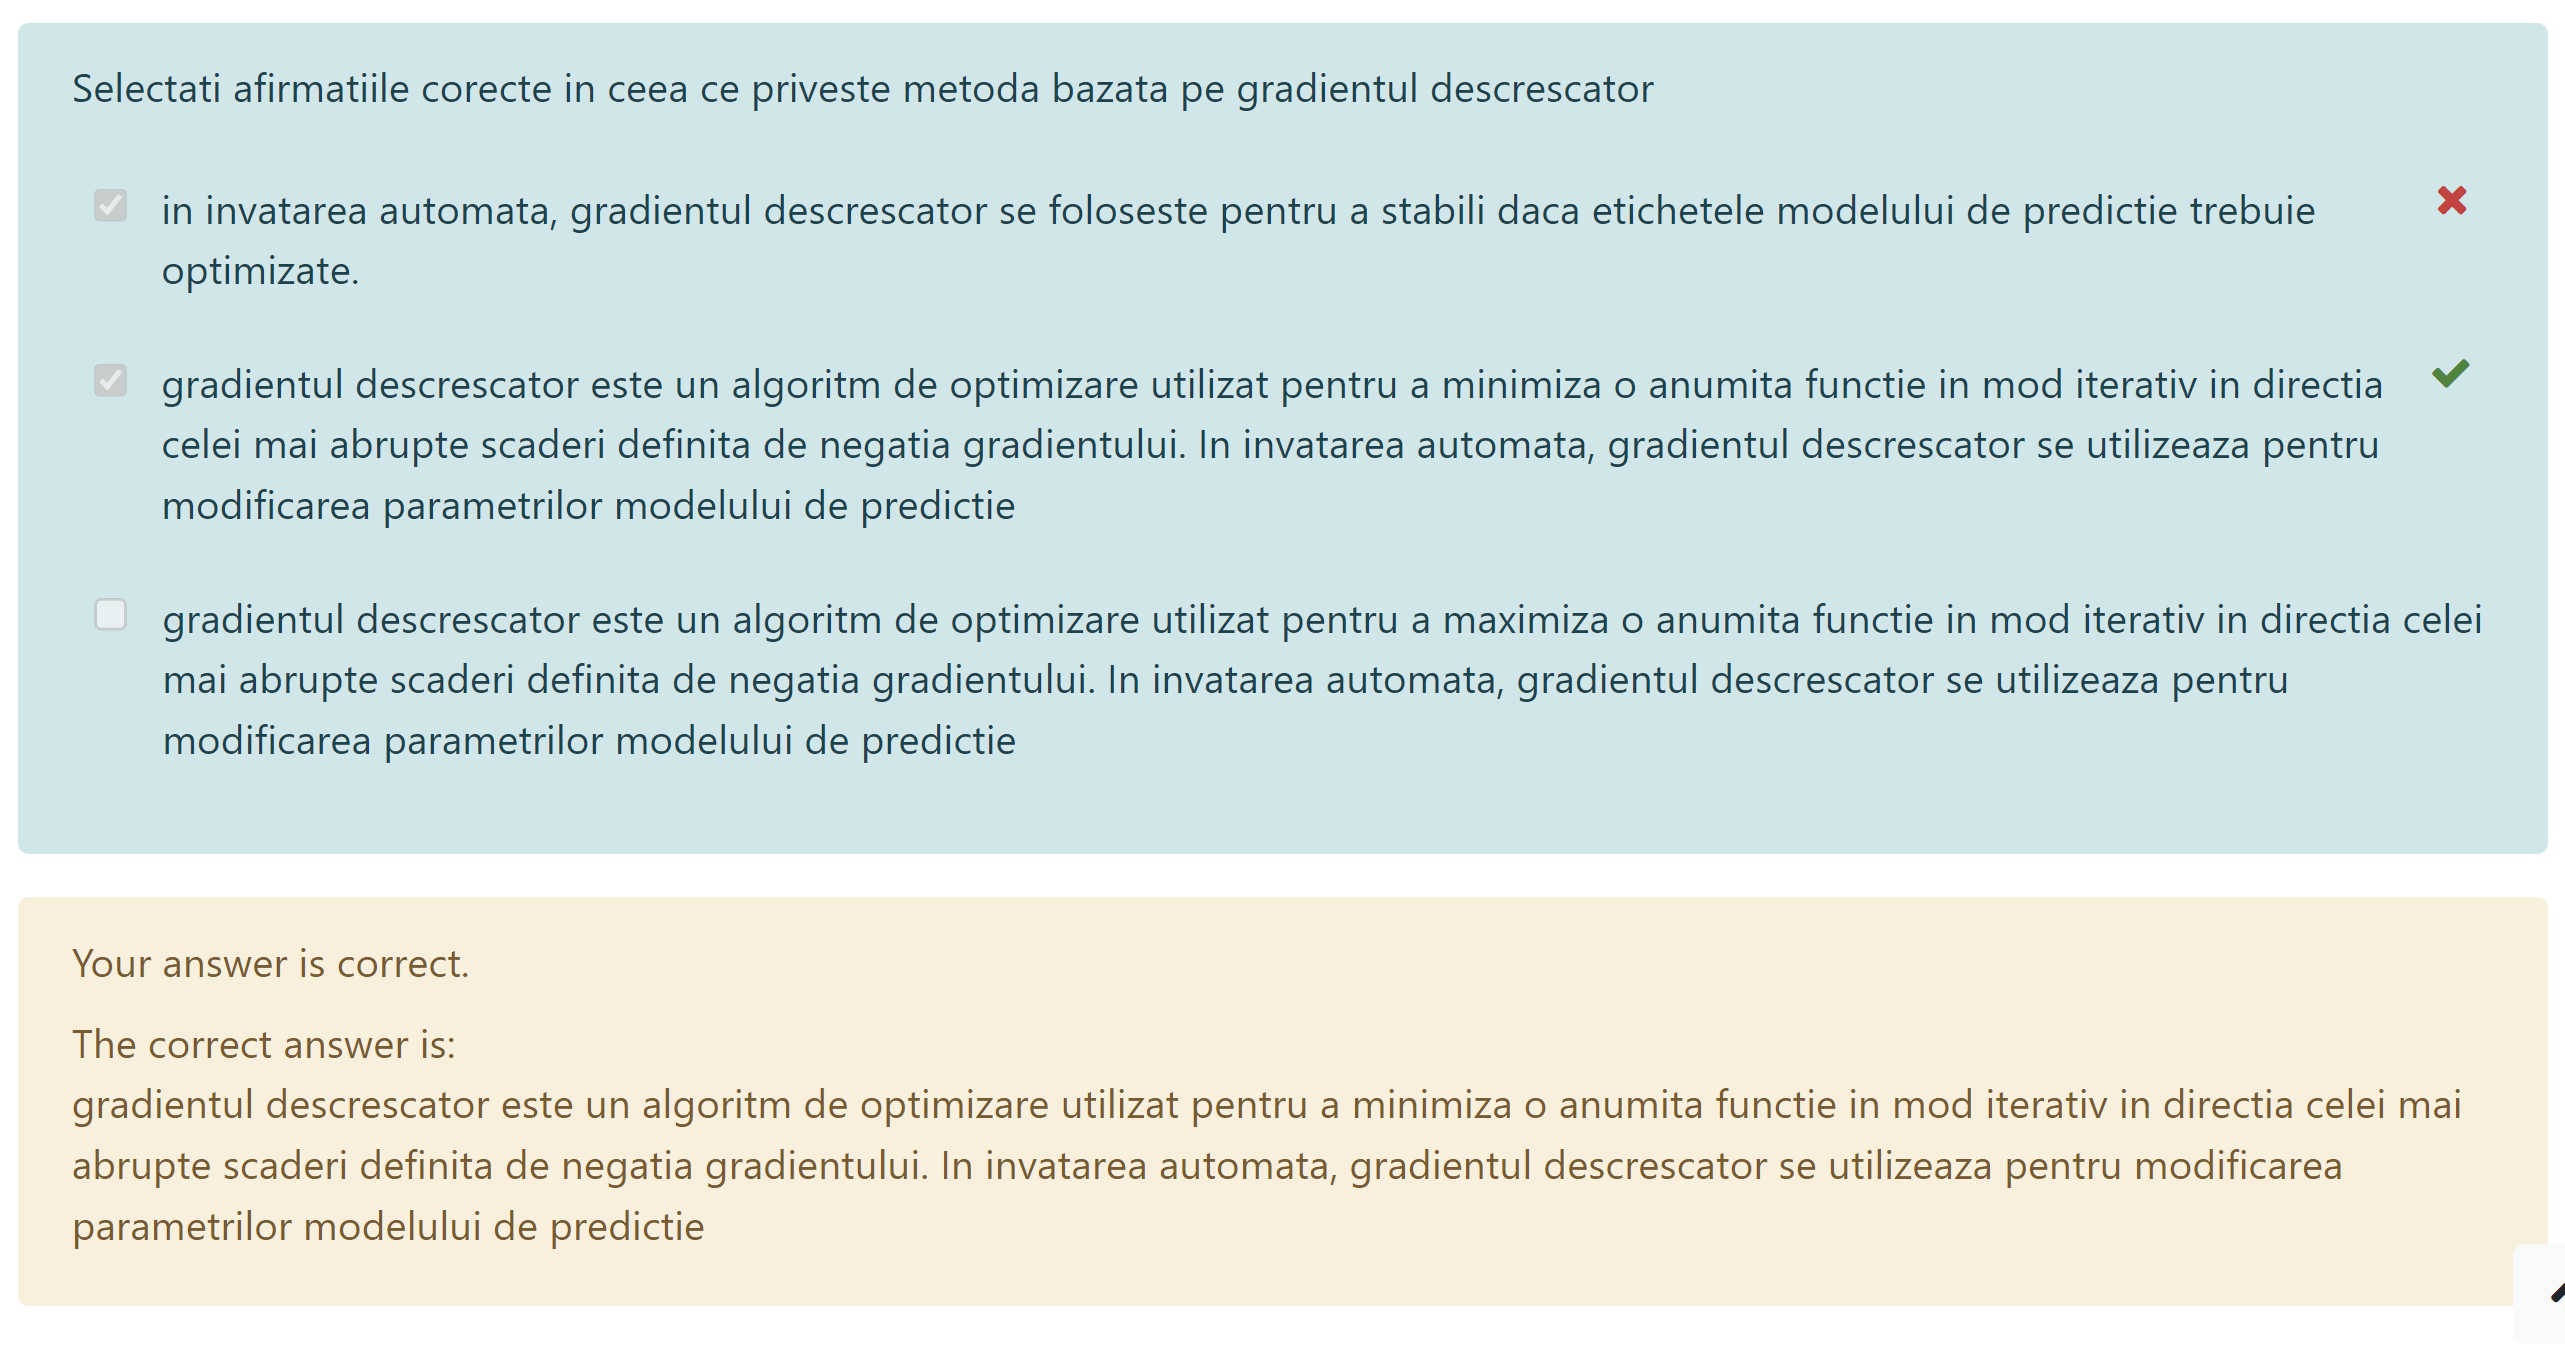 Selectati afirmatiile corecte in ceea ce priveste metoda bazata pe gradientul descrescator
in invatarea automata, gradientul descrescator se foloseste pentru a stabili daca etichetele modelului de predictie trebuie
optimizate.
gradientul descrescator este un algoritm de optimizare utilizat pentru a minimiza o anumita functie in mod iterativ in directia
celei mai abrupte scaderi definita de negatia gradientului. In invatarea automata, gradientul descrescator se utilizeaza pentru
modificarea parametrilor modelului de predictie
gradientul descrescator este un algoritm de optimizare utilizat pentru a maximiza o anumita functie in mod iterativ in directia celei
mai abrupte scaderi definita de negatia gradientului. In invatarea automata, gradientul descrescator se utilizeaza pentru
modificarea parametrilor modelului de predictie
Your answer is correct.
The correct answer is:
gradientul descrescator este un algoritm de optimizare utilizat pentru a minimiza o anumita functie in mod iterativ in directia celei mai
abrupte scaderi definita de negatia gradientului. In invatarea automata, gradientul descrescator se utilizeaza pentru modificarea
parametrilor modelului de predictie